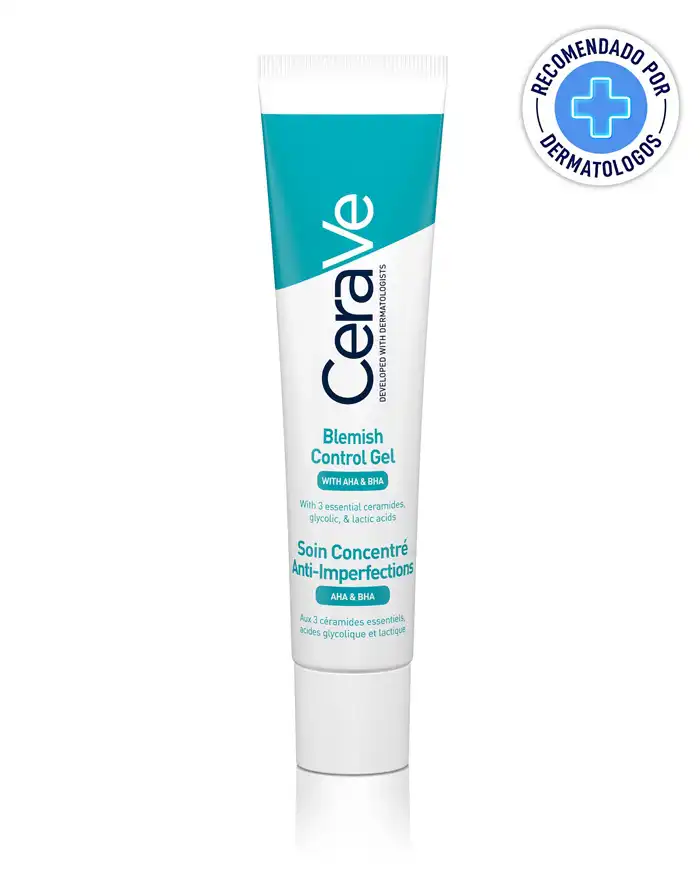 RECOMENDADO POR
DERMATOLOGOS
CeraVe
DEVELOPED WITH DERMATOLOGISTS
Blemish
Control Gel
WITH AHA & BHA
With 3 essential ceramides,
glycolic, & lactic acids
Soin Concentré
Anti-Imperfections
AHA & BHA
Aux 3 céramides essentiels,
acides glycolique et lactique